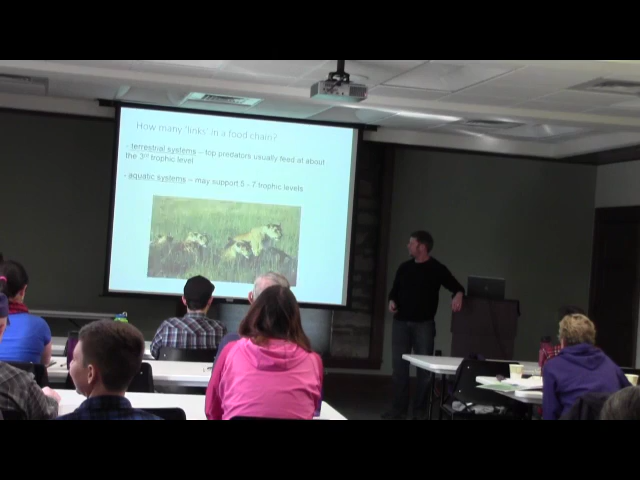 How many 'links' in a food chain?
- terrestrial systems – top predators usually feed at about
the 3rd trophic level
- aquatic systems – may support 5 - 7 trophic levels